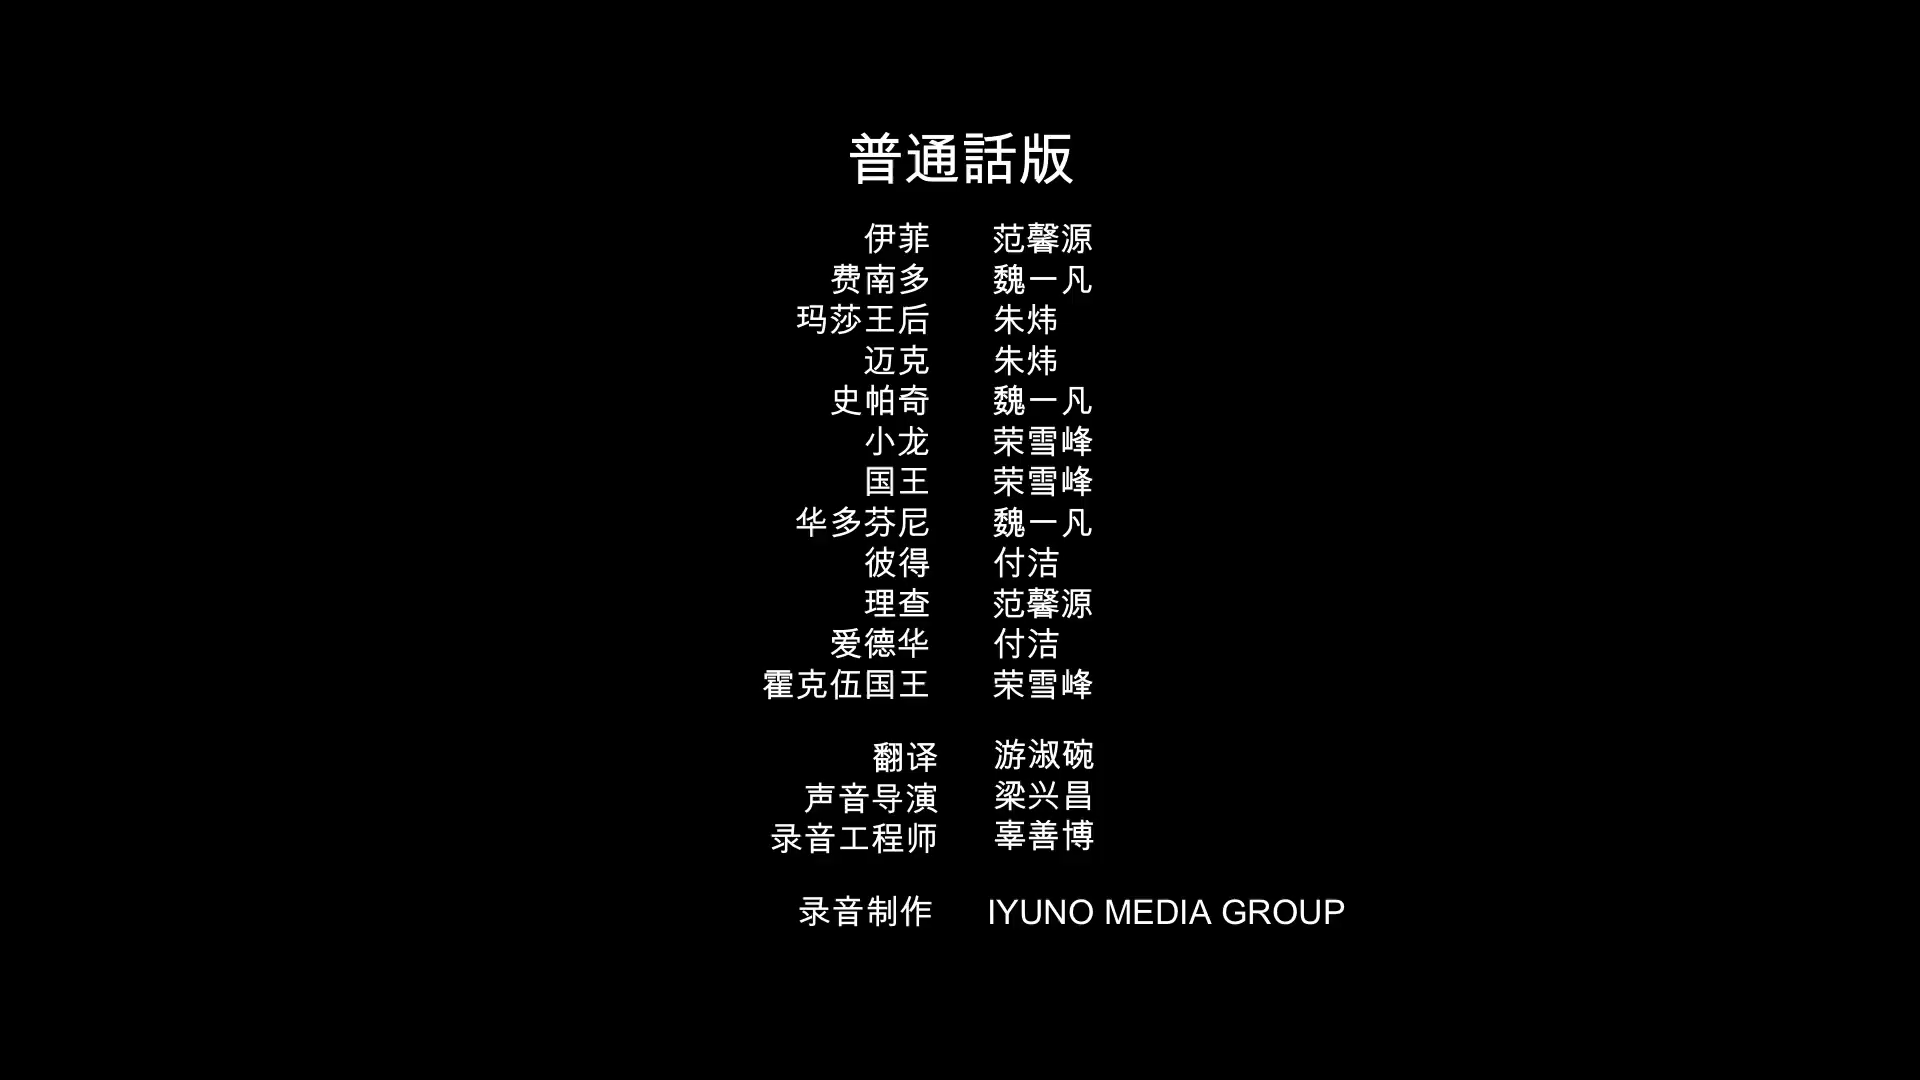 普通話版
伊菲 范馨源
费南多 魏一凡
玛莎王后 朱炜
迈克 朱炜
史帕奇 魏一凡
小龙 荣雪峰
国王 荣雪峰
华多芬尼 魏一凡
彼得 付洁
理查 范馨源
爱德华 付洁
霍克伍国王 荣雪峰
翻译 游淑碗
声音导演 梁兴昌
录音工程师 辜善博
录音制作 IYUNO MEDIA GROUP